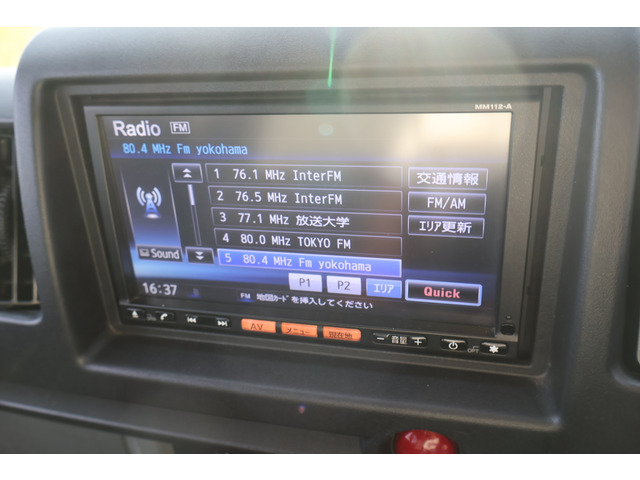 MM112-A
Radio FM
80.4 MHz Fm yokohama
1 76.1 MHz InterFM
2 76.5 MHz InterFM
3 77.1 MHz 放送大学
4 80.0 MHz TOKYO FM
5 80.4 MHz Fm yokohama
交通情報
FM/AM
エリア更新
Sound
P1 P2 エリア Quick
16:37
FM 地図カードを挿入してください
AV メニュー 現在地
音量
OFF